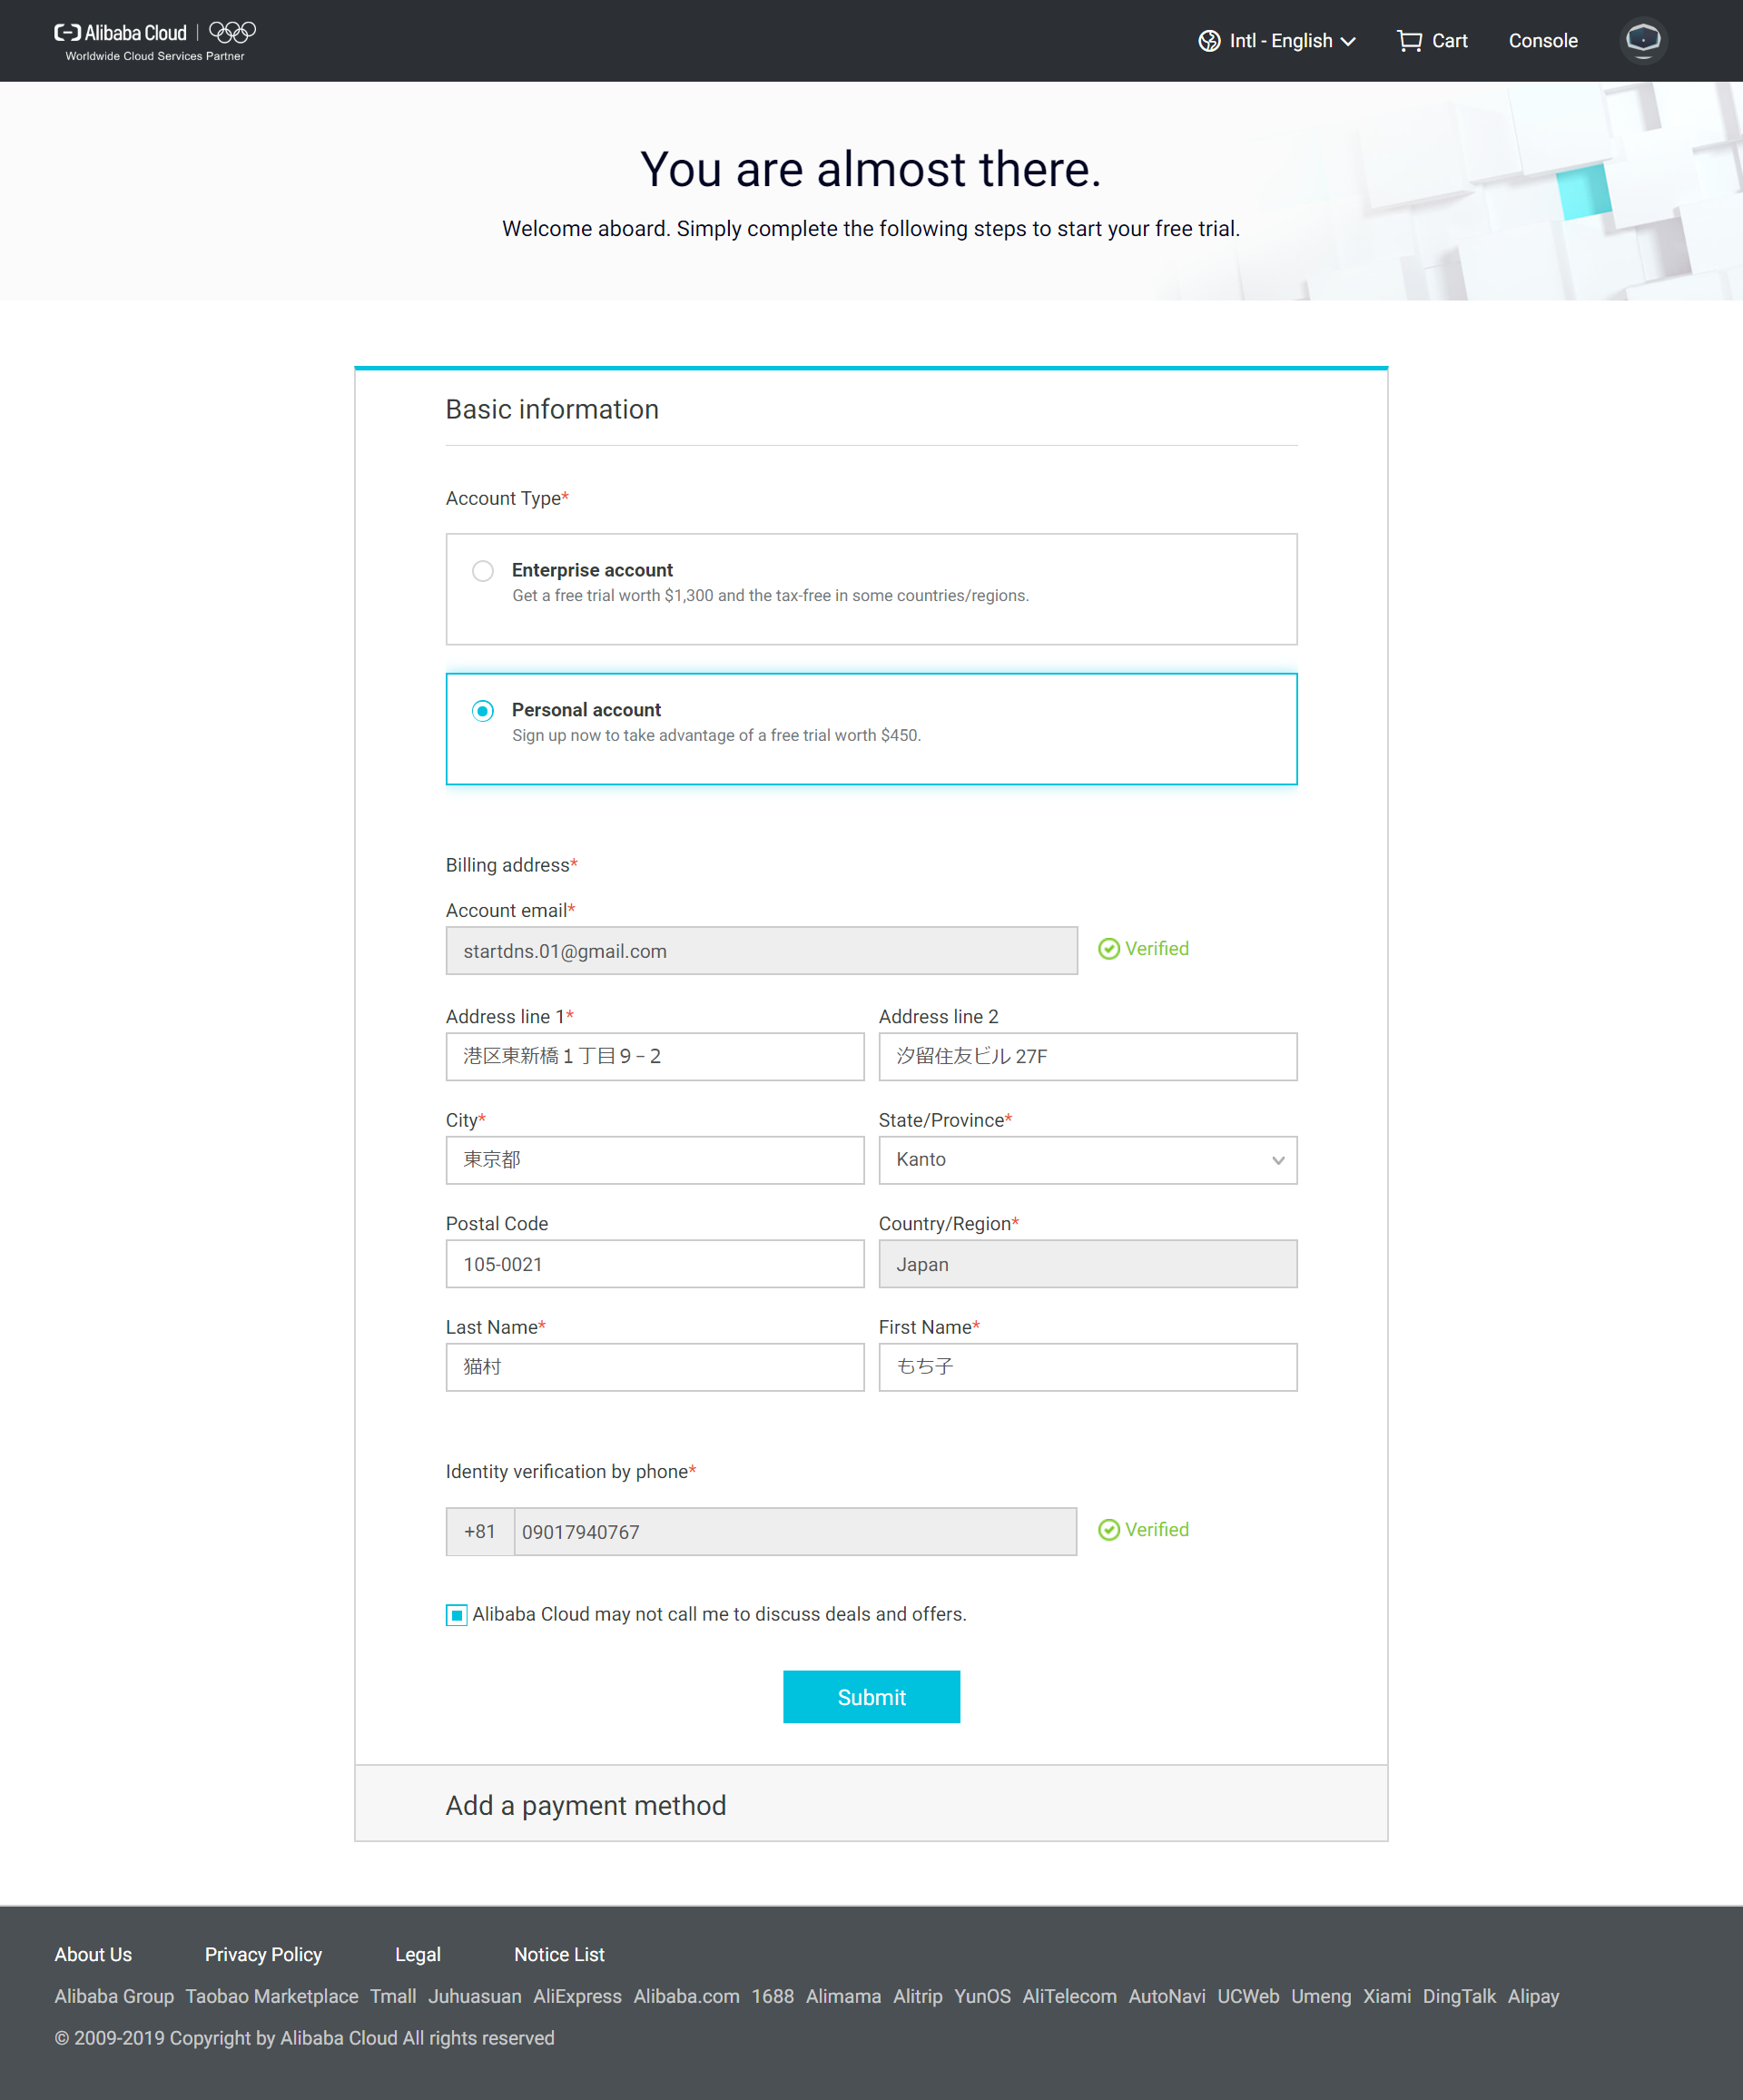 Alibaba Cloud
Worldwide Cloud Services Partner
Intl - English
Cart
Console
You are almost there.
Welcome aboard. Simply complete the following steps to start your free trial.
Basic information
Account Type*
Enterprise account
Get a free trial worth $1,300 and the tax-free in some countries/regions.
Personal account
Sign up now to take advantage of a free trial worth $450.
Billing address*
Account email*
startdns.01@gmail.com
Verified
Address line 1*
Address line 2
港区東新橋１丁目９−２
汐留住友ビル 27F
City*
State/Province*
東京都
Kanto
Postal Code
Country/Region*
105-0021
Japan
Last Name*
First Name*
猫村
もち子
Identity verification by phone*
+81
09017940767
Verified
Alibaba Cloud may not call me to discuss deals and offers.
Submit
Add a payment method
About Us Privacy Policy Legal Notice List
Alibaba Group Taobao Marketplace Tmall Juhuasuan AliExpress Alibaba.com 1688 Alimama Alitrip YunOS AliTelecom AutoNavi UCWeb Umeng Xiami DingTalk Alipay
© 2009-2019 Copyright by Alibaba Cloud All rights reserved